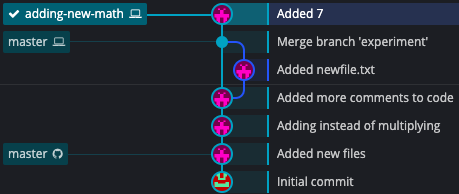 adding-new-math Added 7
master Merge branch 'experiment'
Added newfile.txt
Added more comments to code
Adding instead of multiplying
master Added new files
Initial commit